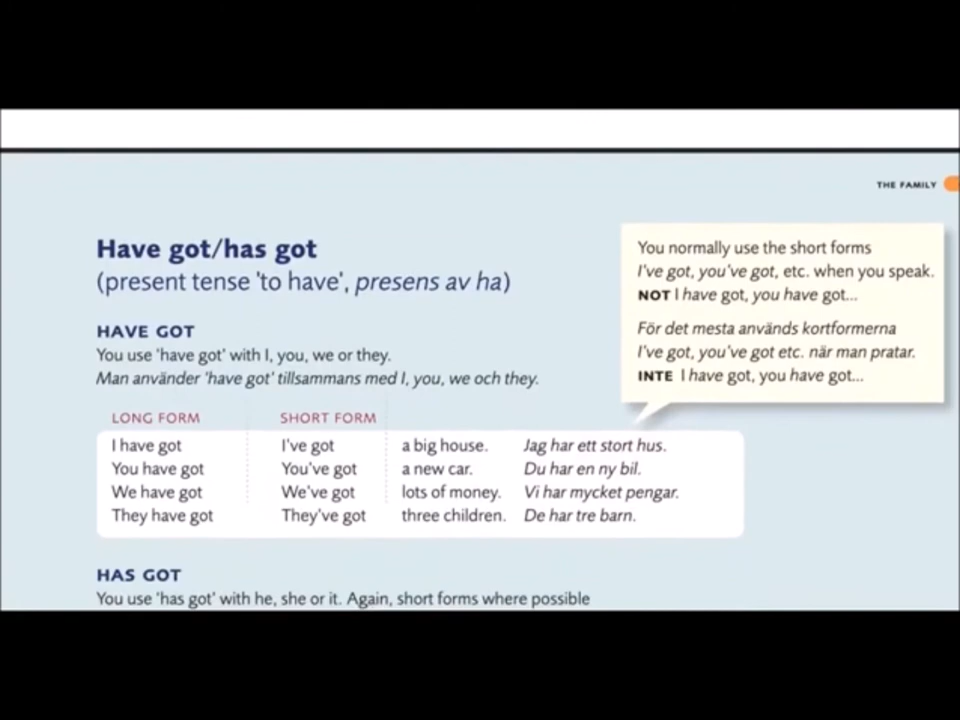 THE FAMILY
Have got/has got
(present tense 'to have', presens av ha)
HAVE GOT
You use 'have got' with I, you, we or they.
Man använder 'have got' tillsammans med I, you, we och they.
You normally use the short forms
I've got, you've got, etc. when you speak.
NOT I have got, you have got...
För det mesta används kortformerna
I've got, you've got etc. när man pratar.
INTE I have got, you have got...
LONG FORM SHORT FORM
I have got I've got a big house. Jag har ett stort hus.
You have got You've got a new car. Du har en ny bil.
We have got We've got lots of money. Vi har mycket pengar.
They have got They've got three children. De har tre barn.
HAS GOT
You use 'has got' with he, she or it. Again, short forms where possible